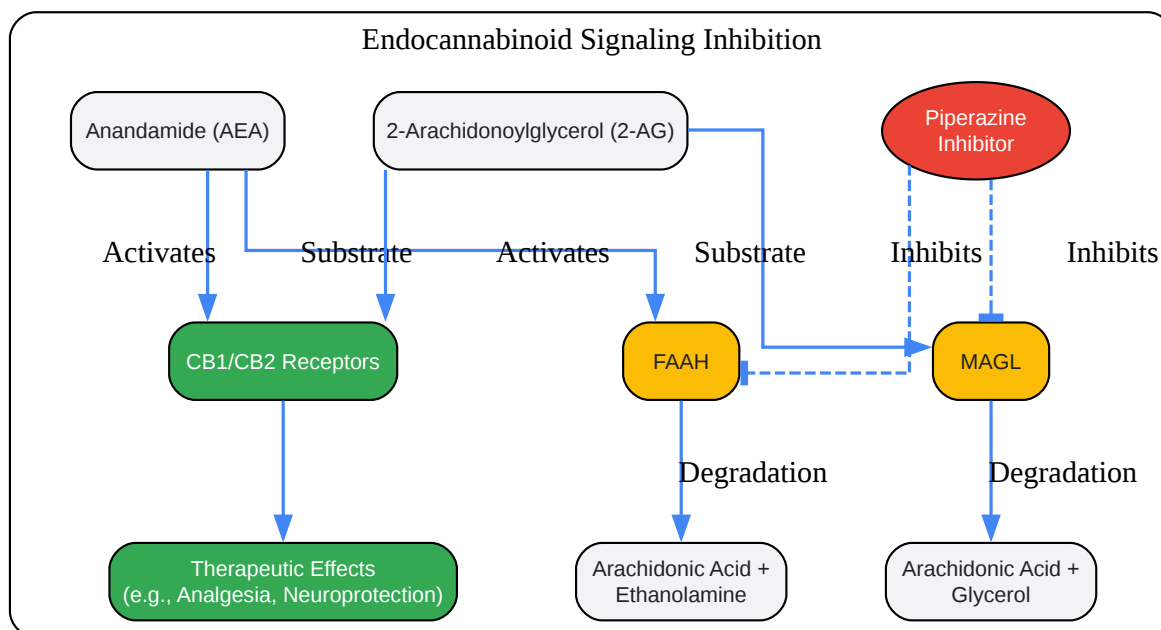 Endocannabinoid Signaling Inhibition
Anandamide (AEA)
2-Arachidonoylglycerol (2-AG)
Piperazine
Inhibitor
Activates
Substrate
Activates
Substrate
Inhibits
Inhibits
CB1/CB2 Receptors
FAAH
MAGL
Degradation
Degradation
Therapeutic Effects
(e.g., Analgesia, Neuroprotection)
Arachidonic Acid +
Ethanolamine
Arachidonic Acid +
Glycerol